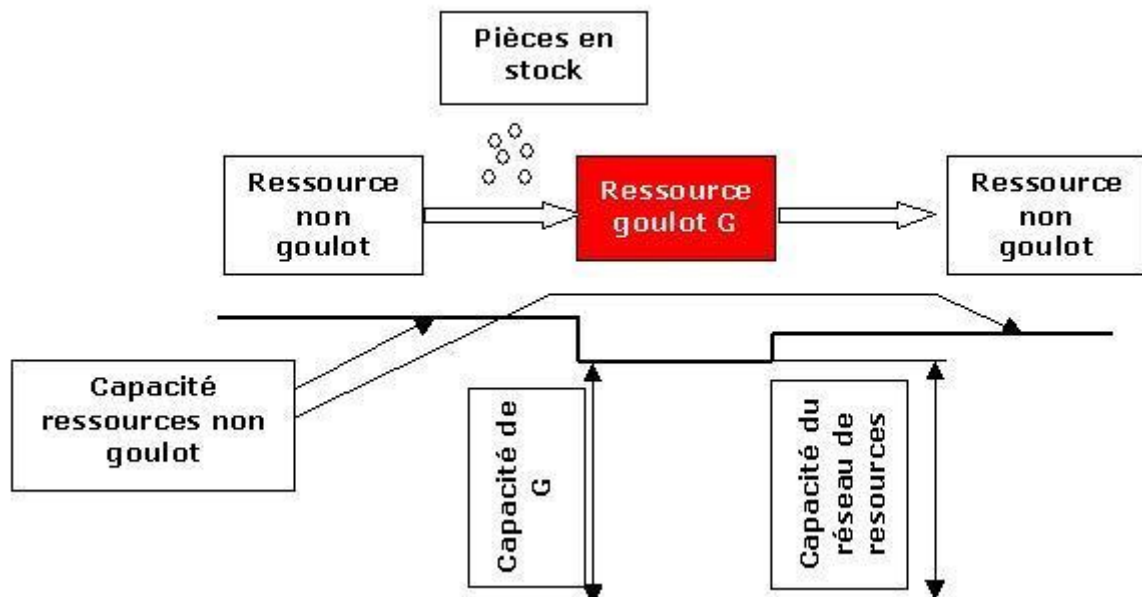 Pièces en
stock
Ressource
non
goulot
Ressource
goulot G
Ressource
non
goulot
Capacité
ressources non
goulot
Capacité de
G
Capacité du
réseau de
resources